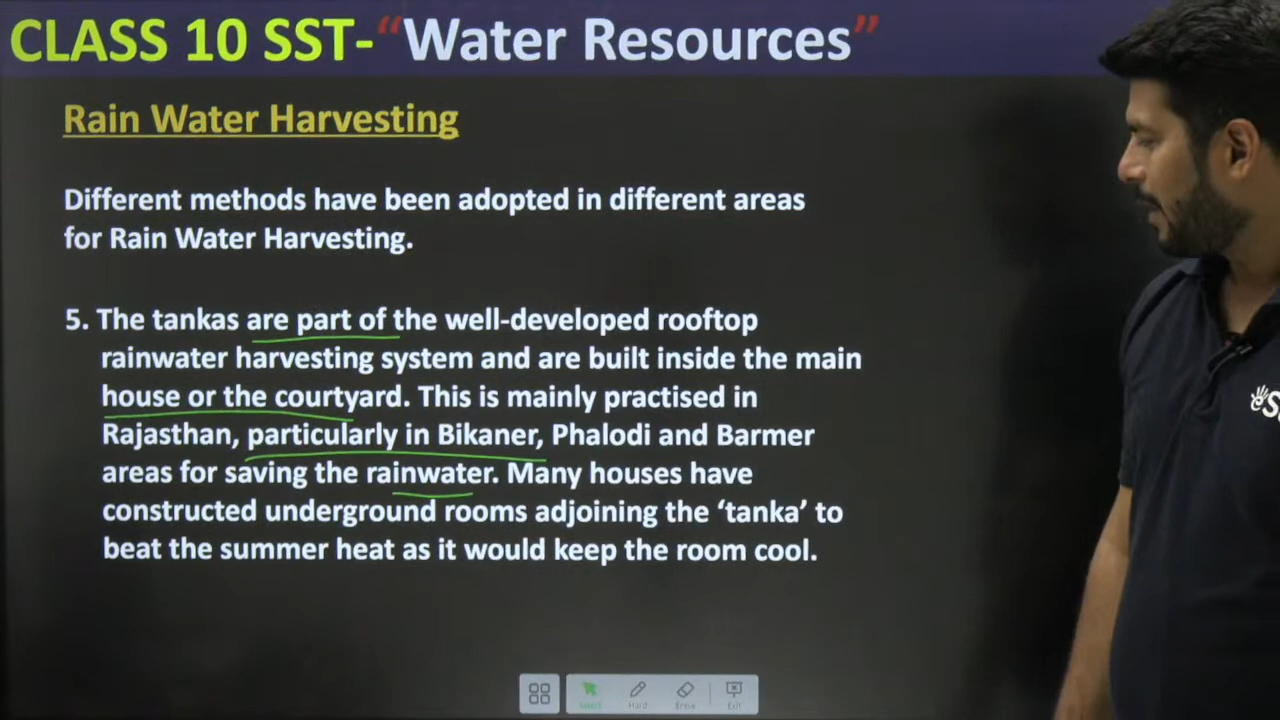 CLASS 10 SST-“Water Resources”
Rain Water Harvesting
Different methods have been adopted in different areas
for Rain Water Harvesting.
5. The tankas are part of the well-developed rooftop
rainwater harvesting system and are built inside the main
house or the courtyard. This is mainly practised in
Rajasthan, particularly in Bikaner, Phalodi and Barmer
areas for saving the rainwater. Many houses have
constructed underground rooms adjoining the ‘tanka’ to
beat the summer heat as it would keep the room cool.
Select Hard Erase Exit